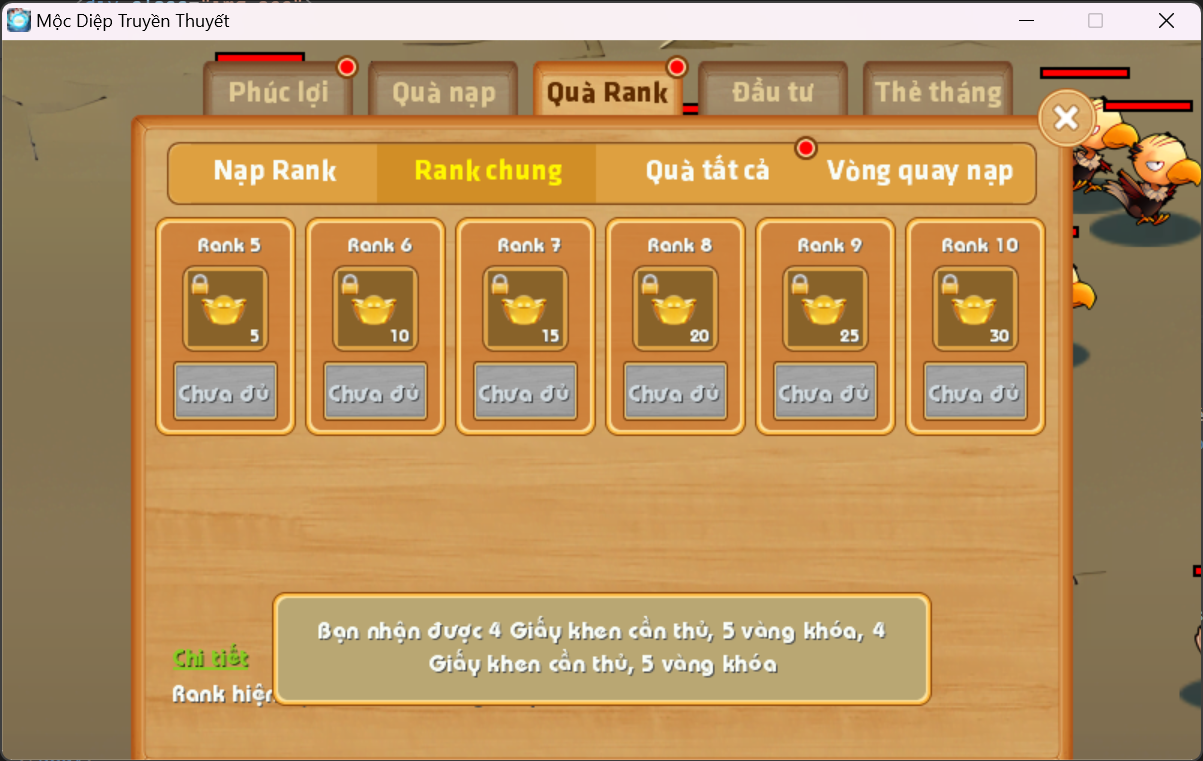 Mộc Diệp Truyền Thuyết
Phúc lợi Quà nạp Quà Rank Đầu tư Thẻ tháng
Nạp Rank Rank chung Quà tất cả Vòng quay nạp
Rank 5 Rank 6 Rank 7 Rank 8 Rank 9 Rank 10
5 10 15 20 25 30
Chưa đủ Chưa đủ Chưa đủ Chưa đủ Chưa đủ Chưa đủ
Bạn nhận được 4 Giấy khen cần thủ, 5 vàng khóa, 4
Giấy khen cần thủ, 5 vàng khóa
Chi tiết
Rank hiện